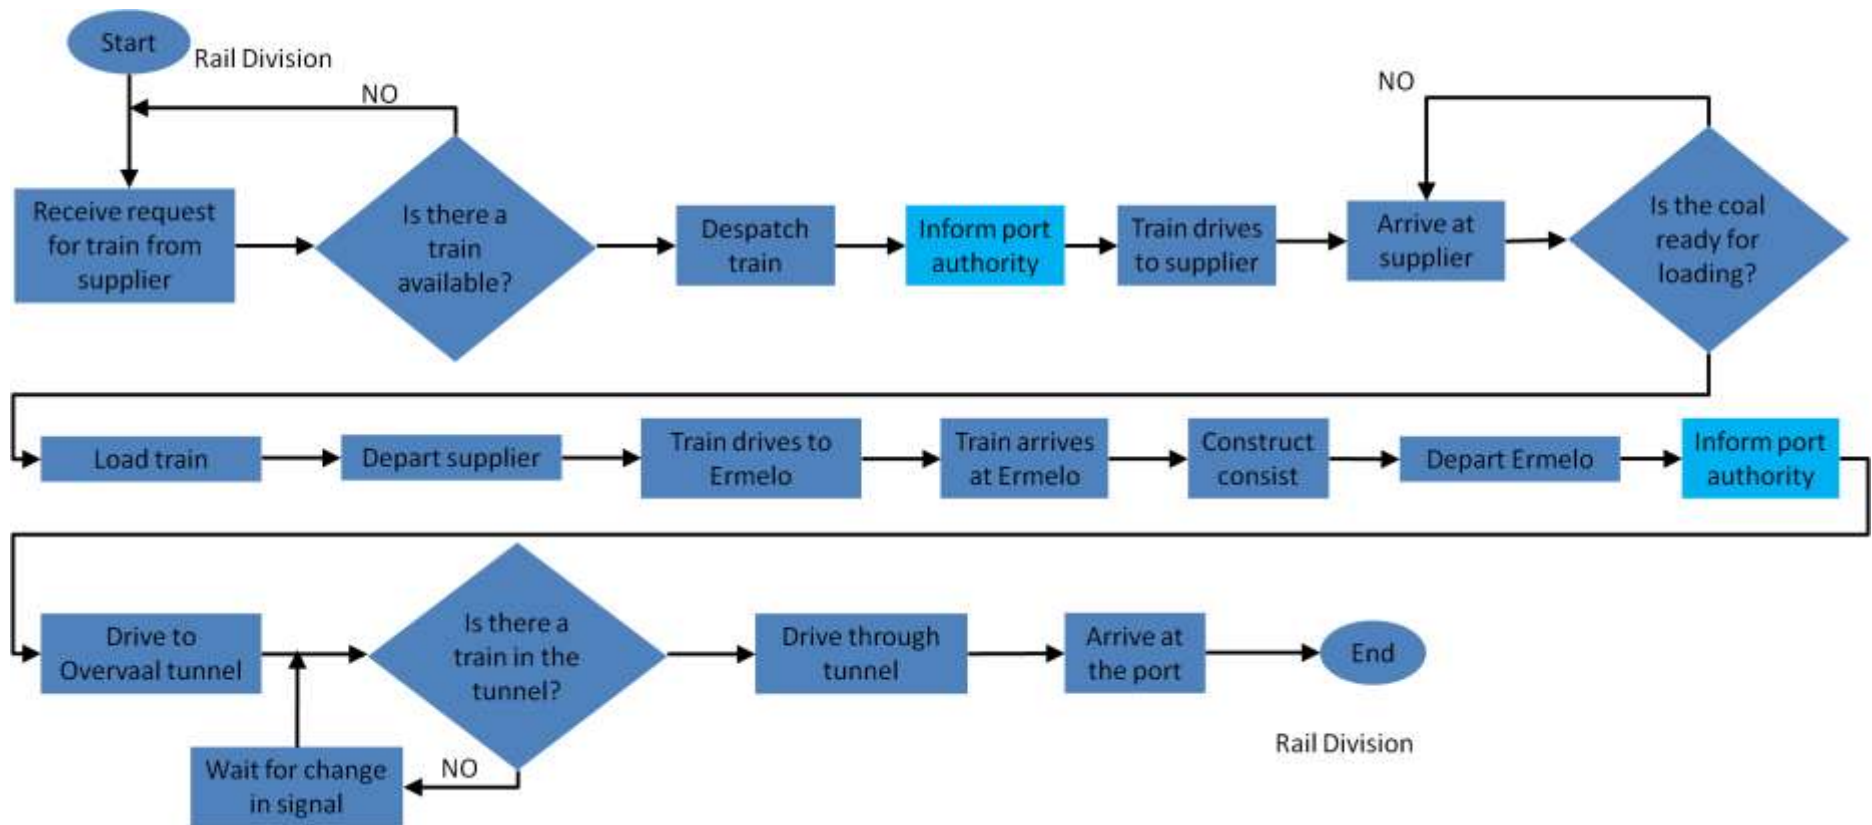 Start
Rail Division
NO
Receive request
for train from
supplier
Is there a
train
available?
Despatch
train
Inform port
authority
Train drives
to supplier
Arrive at
supplier
NO
Is the coal
ready for
loading?
Load train
Depart supplier
Train drives to
Ermelo
Train arrives
at Ermelo
Construct
consist
Depart Ermelo
Inform port
authority
Drive to
Overvaal tunnel
Is there a
train in the
tunnel?
Drive through
tunnel
Arrive at
the port
End
Wait for change
in signal
NO
Rail Division